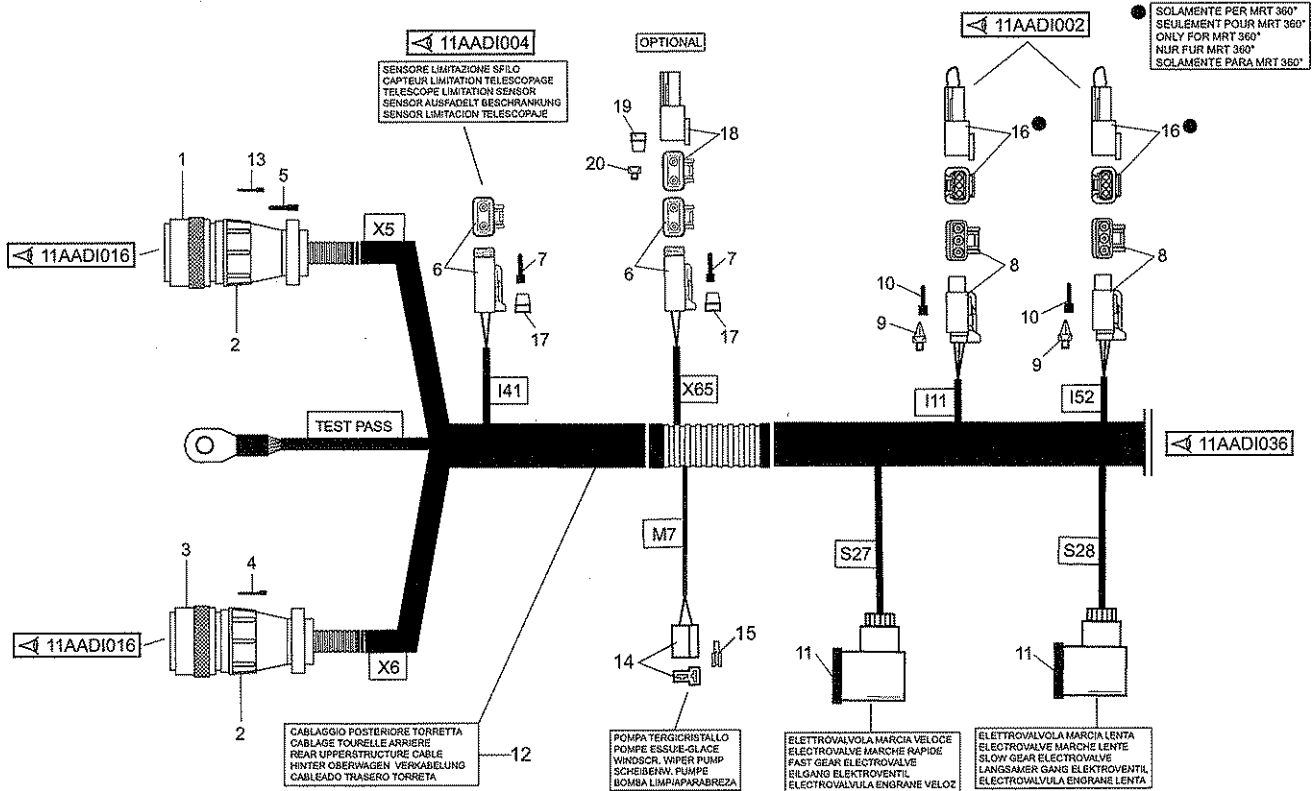 11AADI004
SENSORE LIMITAZIONE SFILO
CAPTEUR LIMITATION TELESCOPAGE
TELESCOPE LIMITATION SENSOR
SENSOR AUSFADELT BESCHRANKUNG
SENSOR LIMITACION TELESCOPAJE
OPTIONAL
11AADI002
SOLAMENTE PER MRT 360°
SEULEMENT POUR MRT 360°
ONLY FOR MRT 360°
NUR FUR MRT 360°
SOLAMENTE PARA MRT 360°
19
18
20
16
16
1
13
5
X5
11AADI016
2
6
7
17
6
7
17
8
10
9
8
10
9
I41
X65
I11
I52
TEST PASS
11AADI036
M7
S27
S28
3
4
11AADI016
X6
2
14
15
11
11
CABLAGGIO POSTERIORE TORRETTA
CABLAGE TOURELLE ARRIERE
REAR UPPERSTRUCTURE CABLE
HINTER OBERWAGEN VERKABELUNG
CABLEADO TRASERO TORRETA
12
POMPA TERGICRISTALLO
POMPE ESSUIE-GLACE
WINDSCR. WIPER PUMP
SCHEIBENW. PUMPE
BOMBA LIMPIAPARABREZA
ELETTROVALVOLA MARCIA VELOCE
ELECTROVALVE MARCHE RAPIDE
FAST GEAR ELECTROVALVE
EILGANG ELEKTROVENTIL
ELECTROVALVULA ENGRANE VELOZ
ELETTROVALVOLA MARCIA LENTA
ELECTROVALVE MARCHE LENTE
SLOW GEAR ELECTROVALVE
LANGSAMER GANG ELEKTROVENTIL
ELECTROVALVULA ENGRANE LENTA